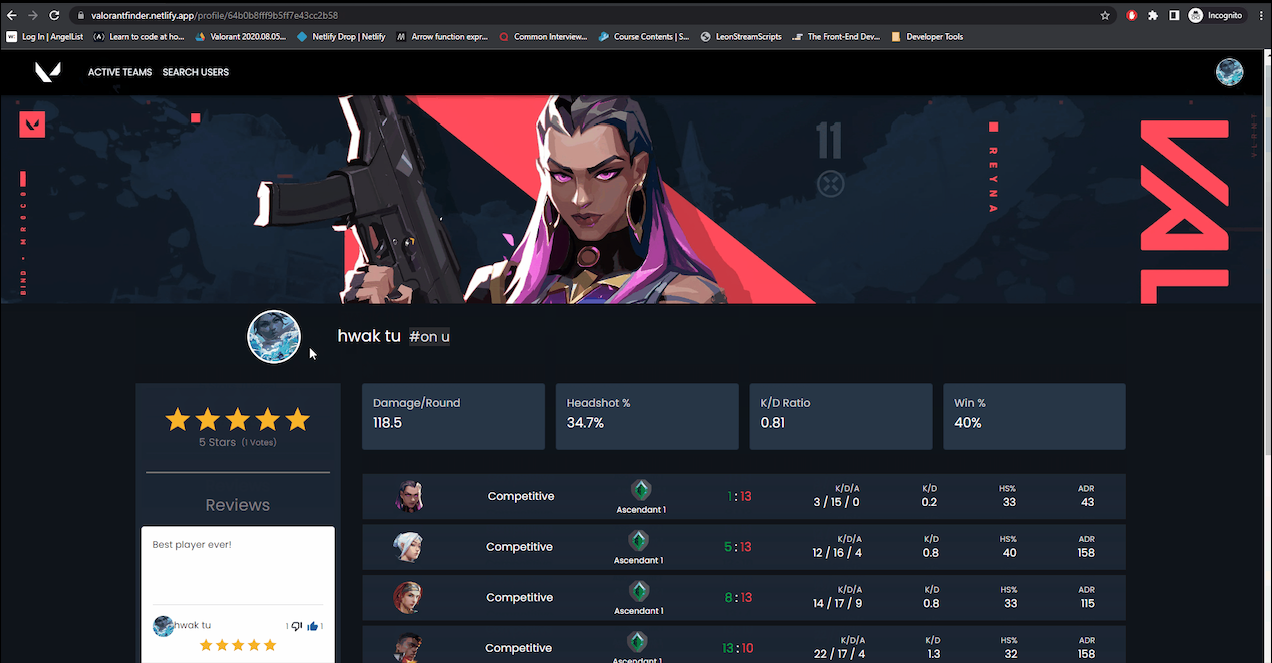 valorantfinder.netlify.app/profile/64b0b8fff9b5ff7e43cc2b58
Incognito
Log In | AngelList
Learn to code at ho...
Valorant 2020.08.05...
Netlify Drop | Netlify
Arrow function expr...
Common Interview...
Course Contents | S...
LeonStreamScripts
The Front-End Dev...
Developer Tools
ACTIVE TEAMS
SEARCH USERS
11
REYNA
VAL
hwak tu #on u
5 Stars (1 Votes)
Reviews
Best player ever!
hwak tu
1
1
Damage/Round
118.5
Headshot %
34.7%
K/D Ratio
0.81
Win %
40%
Competitive
Ascendant 1
1 : 13
K/D/A
3 / 15 / 0
K/D
0.2
HS%
33
ADR
43
Competitive
Ascendant 1
5 : 13
K/D/A
12 / 16 / 4
K/D
0.8
HS%
40
ADR
158
Competitive
Ascendant 1
8 : 13
K/D/A
14 / 17 / 9
K/D
0.8
HS%
33
ADR
115
Competitive
Ascendant 1
13 : 10
K/D/A
22 / 17 / 4
K/D
1.3
HS%
32
ADR
158